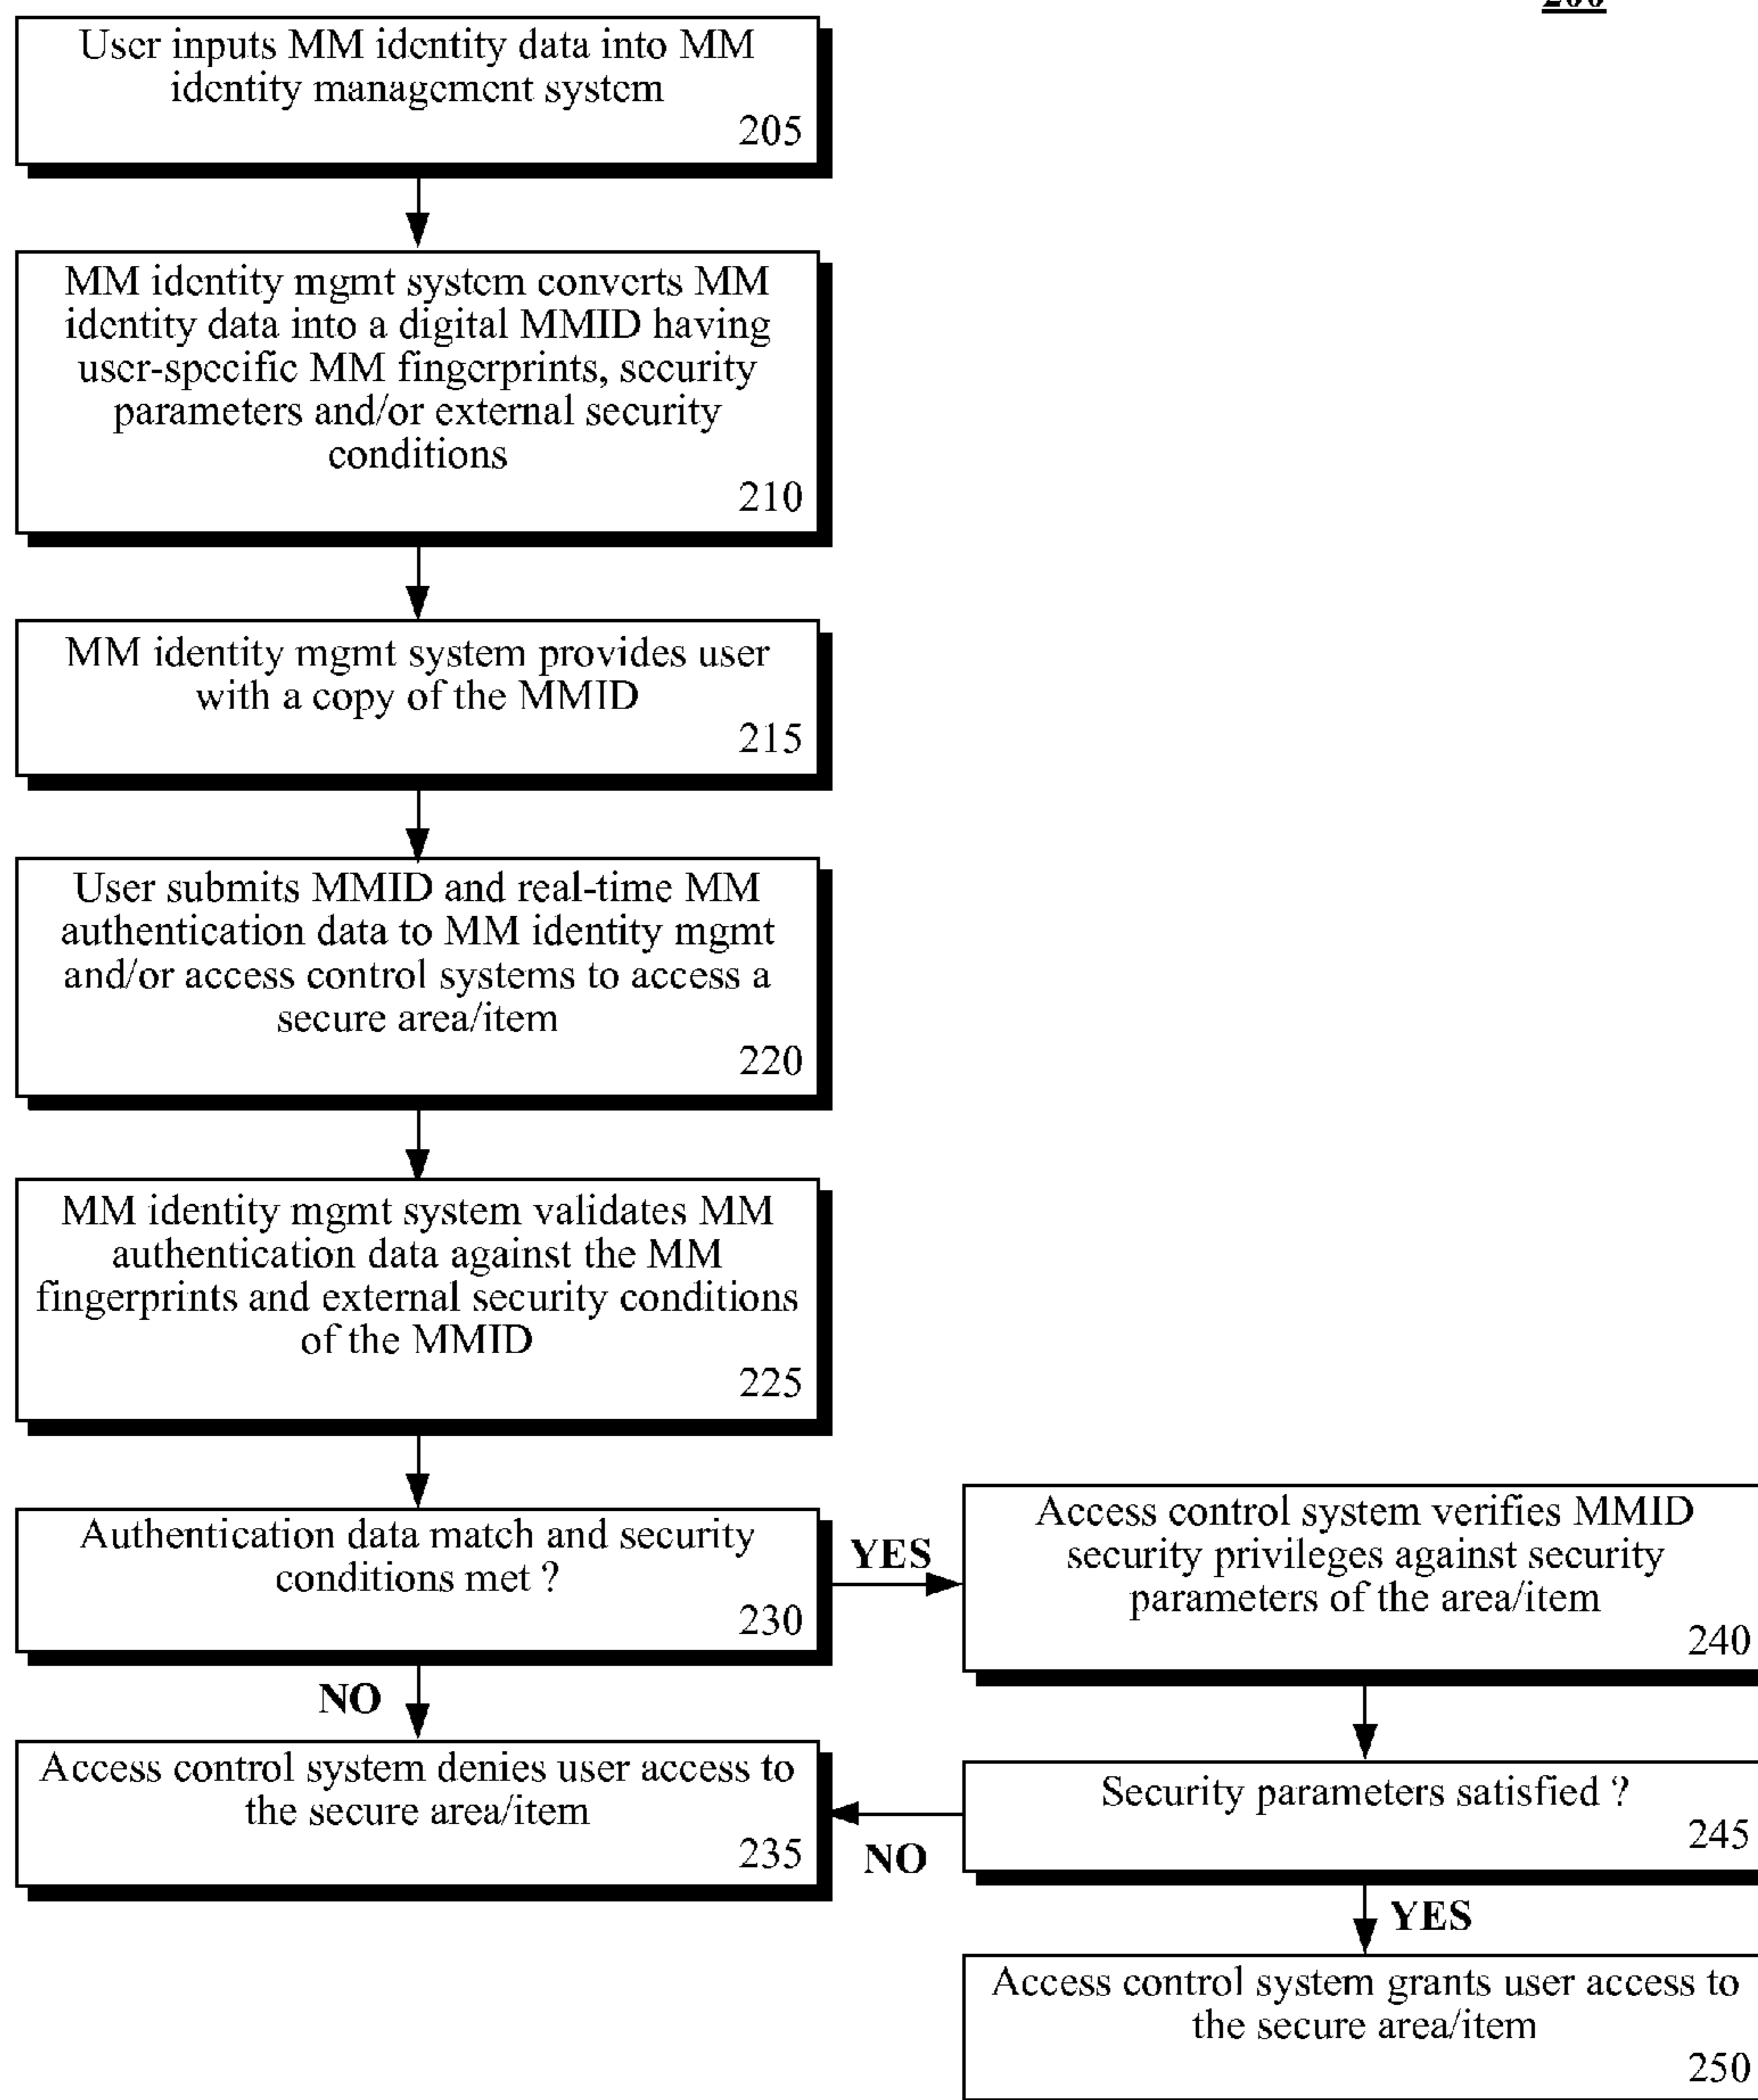 User inputs MM identity data into MM
identity management system
205
MM identity mgmt system converts MM
identity data into a digital MMID having
user-specific MM fingerprints, security
parameters and/or external security
conditions
210
MM identity mgmt system provides user
with a copy of the MMID
215
User submits MMID and real-time MM
authentication data to MM identity mgmt
and/or access control systems to access a
secure area/item
220
MM identity mgmt system validates MM
authentication data against the MM
fingerprints and external security conditions
of the MMID
225
Authentication data match and security
conditions met ?
230
YES
Access control system verifies MMID
security privileges against security
parameters of the area/item
240
NO
Access control system denies user access to
the secure area/item
235
Security parameters satisfied ?
245
NO
YES
Access control system grants user access to
the secure area/item
250